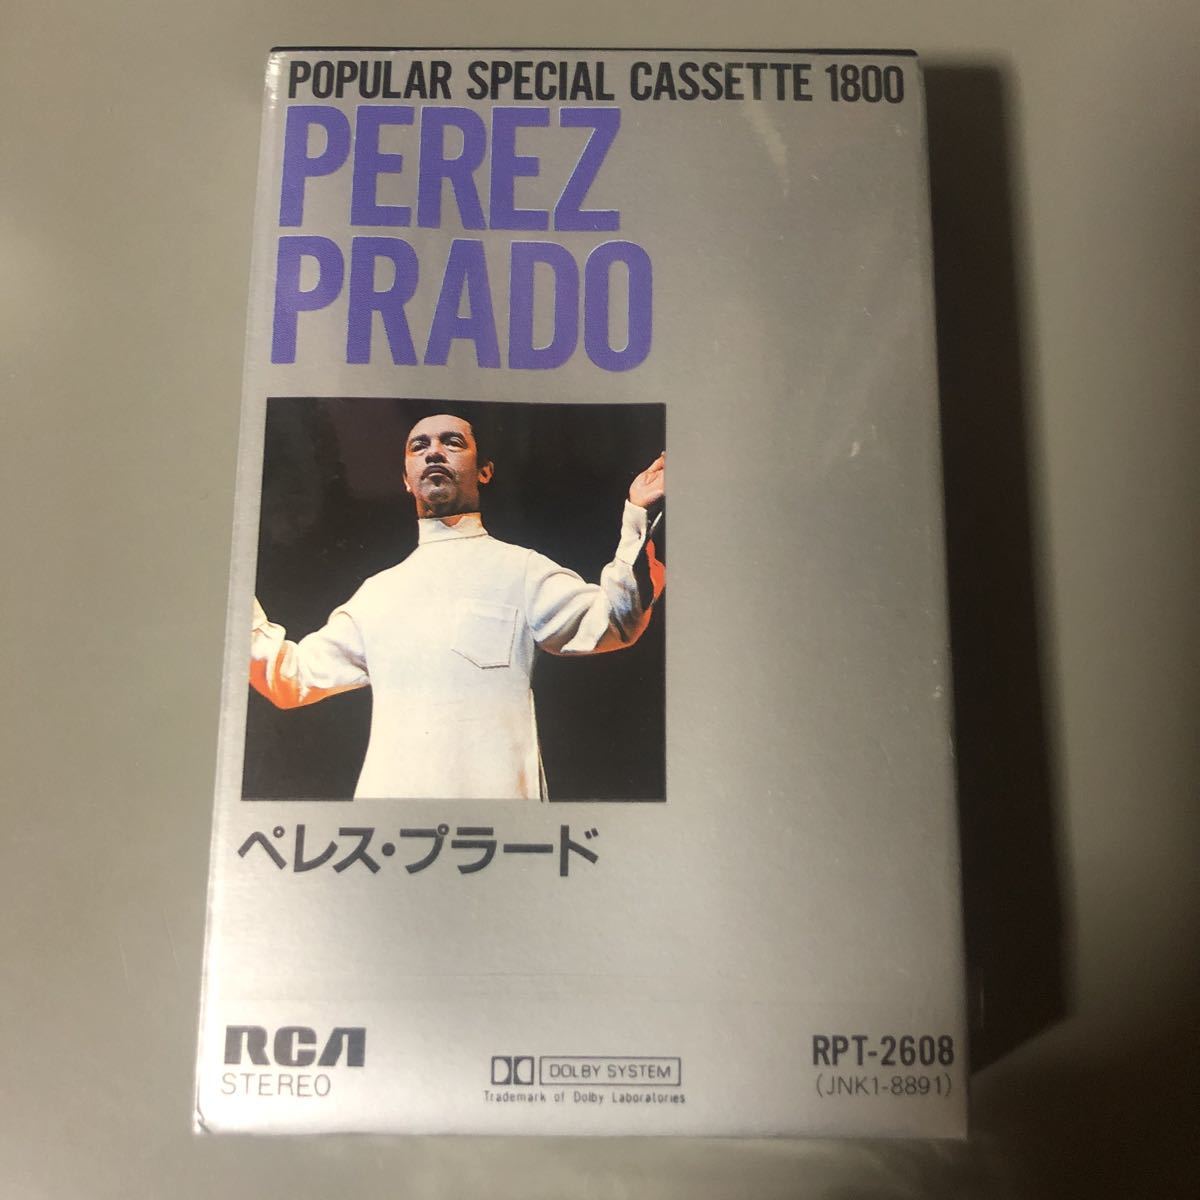 POPULAR SPECIAL CASSETTE 1800
PEREZ
PRADO
ペレス・プラード
RCA
STEREO
DOLBY SYSTEM
Trademark of Dolby Laboratories
RPT-2608
(JNK1-8891)